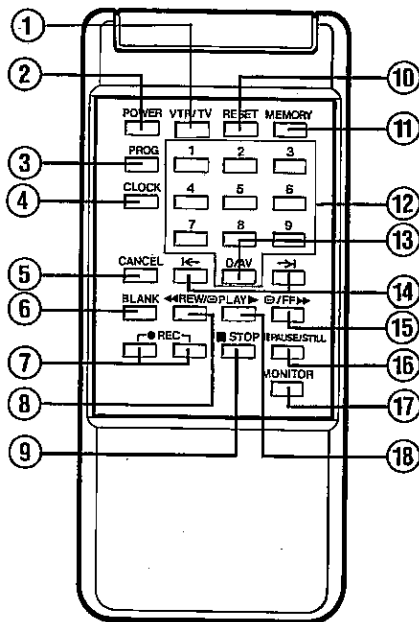 ①
② ⑩
POWER VTR/TV RESET MEMORY
⑪
③ PROG 1 2 3
④ CLOCK 4 5 6 ⑫
7 8 9 ⑬
⑤ CANCEL |← 0/AV →| ⑭
⑥ BLANK ◀◀REW/ PLAY▶ /FF▶▶ ⑮
⑦ ●REC ■ STOP PAUSE/STILL ⑯
⑧ MONITOR ⑰
⑨ ⑱